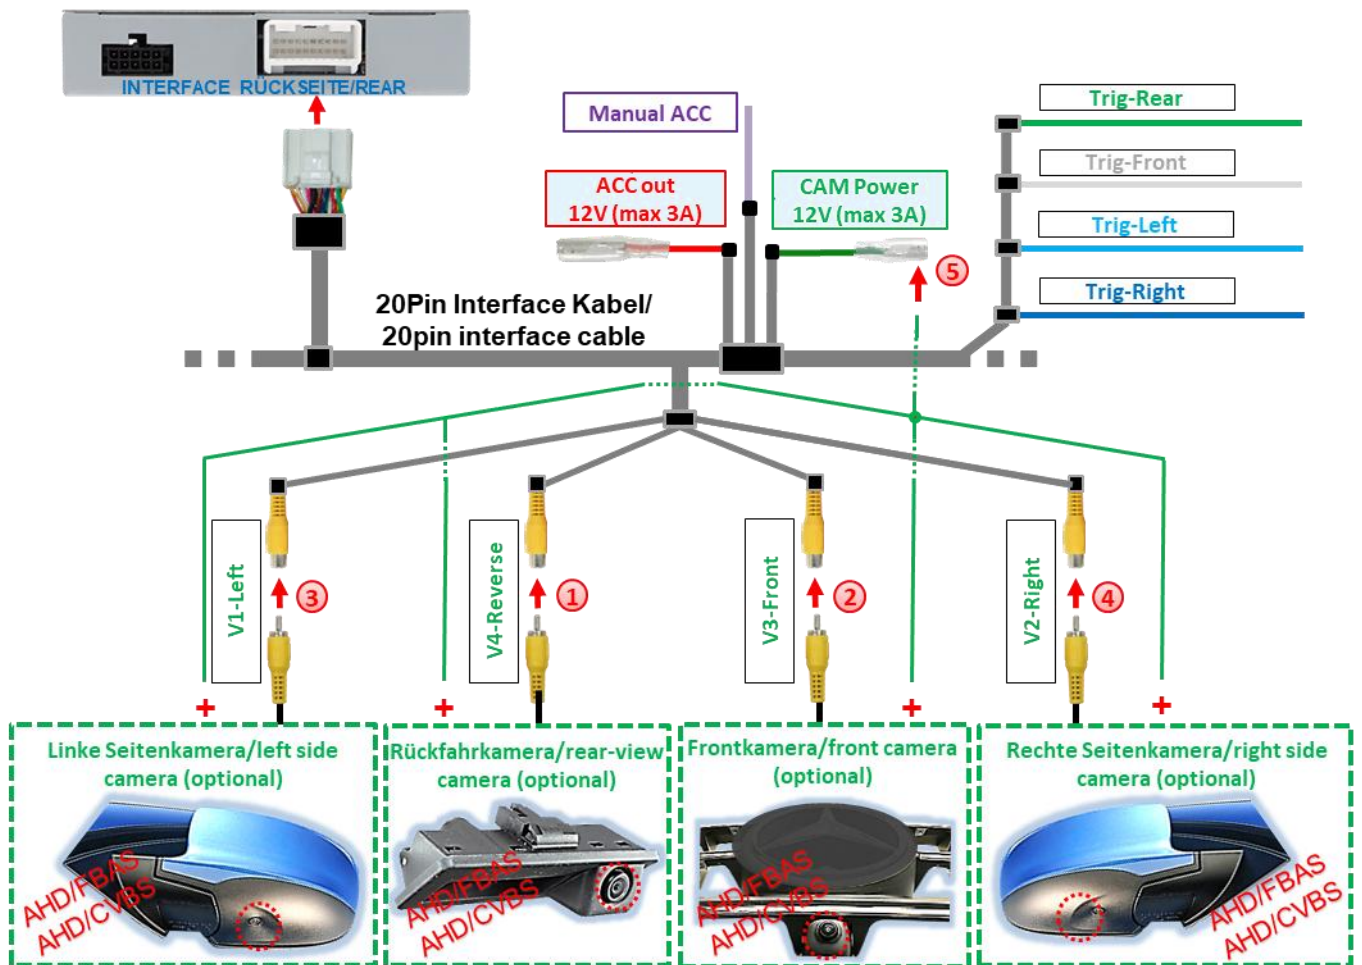 INTERFACE RÜCKSEITE/REAR
Manual ACC
ACC out
12V (max 3A)
CAM Power
12V (max 3A)
Trig-Rear
Trig-Front
Trig-Left
Trig-Right
5
20Pin Interface Kabel/
20pin interface cable
V1-Left
3
V4-Reverse
1
V3-Front
2
V2-Right
4
+
+
+
+
Linke Seitenkamera/left side
camera (optional)
AHD/FBAS
AHD/CVBS
Rückfahrkamera/rear-view
camera (optional)
AHD/FBAS
AHD/CVBS
Frontkamera/front camera
(optional)
AHD/FBAS
AHD/CVBS
Rechte Seitenkamera/right side
camera (optional)
AHD/FBAS
AHD/CVBS